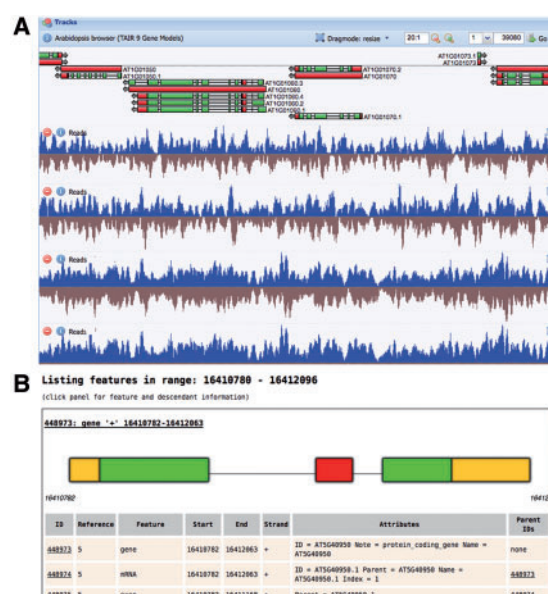 A
Tracks
Arabidopsis browser (TAIR 9 Gene Models) Dragmode: resize 20:1 1 39080 Go
AT1G01050 AT1G01070.2 AT1G01073.1
AT1G01050.1 AT1G01070 AT1G01073
AT1G01060.3
AT1G01060
AT1G01060.4
AT1G01060.2
AT1G01060.1 AT1G01070.1
Reads
Reads
Reads
Reads
B Listing features in range: 16410780 - 16412096
(click panel for feature and descendant information)
448973: gene '+' 16410782-16412063
16410782
ID Reference Feature Start End Strand Attributes Parent IDs
448973 5 gene 16410782 16412063 + ID = AT5G40950 Note = protein_coding_gene Name = AT5G40950 none
448974 5 mRNA 16410782 16412063 + ID = AT5G40950.1 Parent = AT5G40950 Name = AT5G40950.1 Index = 1 448973